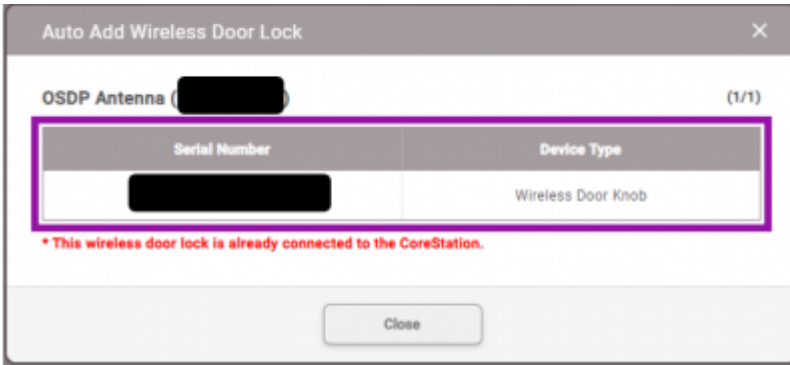 Auto Add Wireless Door Lock ×
OSDP Antenna ( ) (1/1)
Serial Number Device Type
Wireless Door Knob
* This wireless door lock is already connected to the CoreStation.
Close